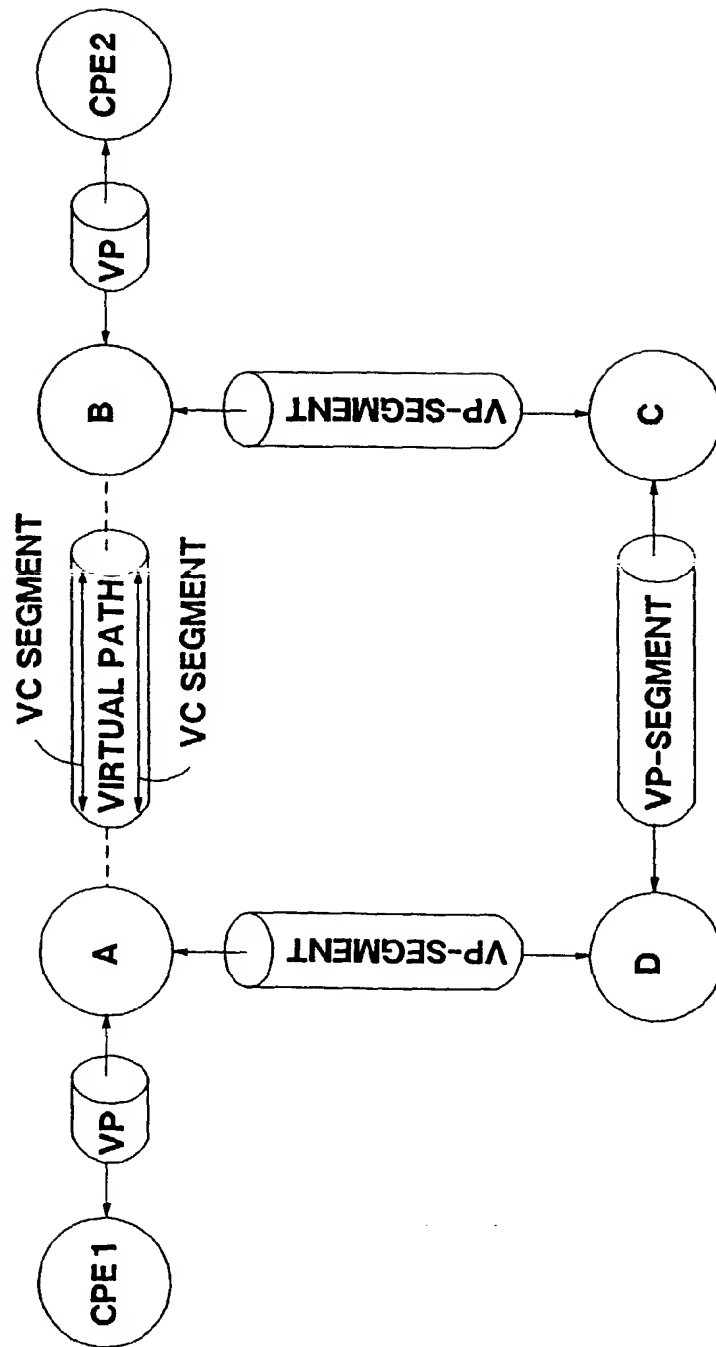 VC SEGMENT
CPE1
VP
A
VIRTUAL PATH
B
VP
CPE2
VC SEGMENT
VP-SEGMENT
VP-SEGMENT
D
VP-SEGMENT
C